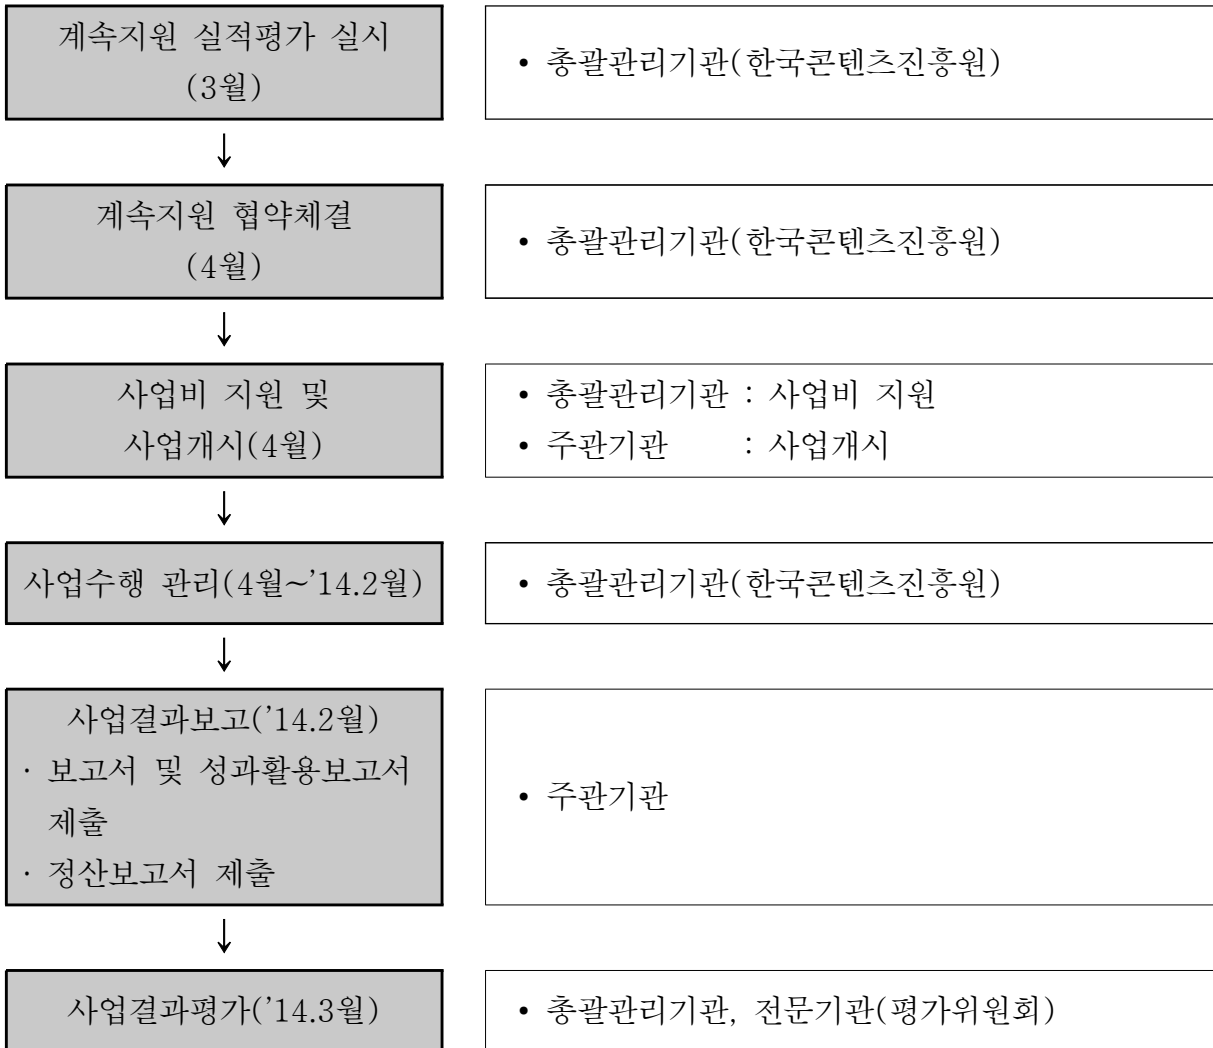 계속지원 실적평가 실시
(3월)
• 총괄관리기관(한국콘텐츠진흥원)
↓
계속지원 협약체결
(4월)
• 총괄관리기관(한국콘텐츠진흥원)
↓
사업비 지원 및
사업개시(4월)
• 총괄관리기관 : 사업비 지원
• 주관기관 : 사업개시
↓
사업수행 관리(4월~’14.2월)
• 총괄관리기관(한국콘텐츠진흥원)
↓
사업결과보고(’14.2월)
· 보고서 및 성과활용보고서
제출
· 정산보고서 제출
• 주관기관
↓
사업결과평가(‘14.3월)
• 총괄관리기관, 전문기관(평가위원회)